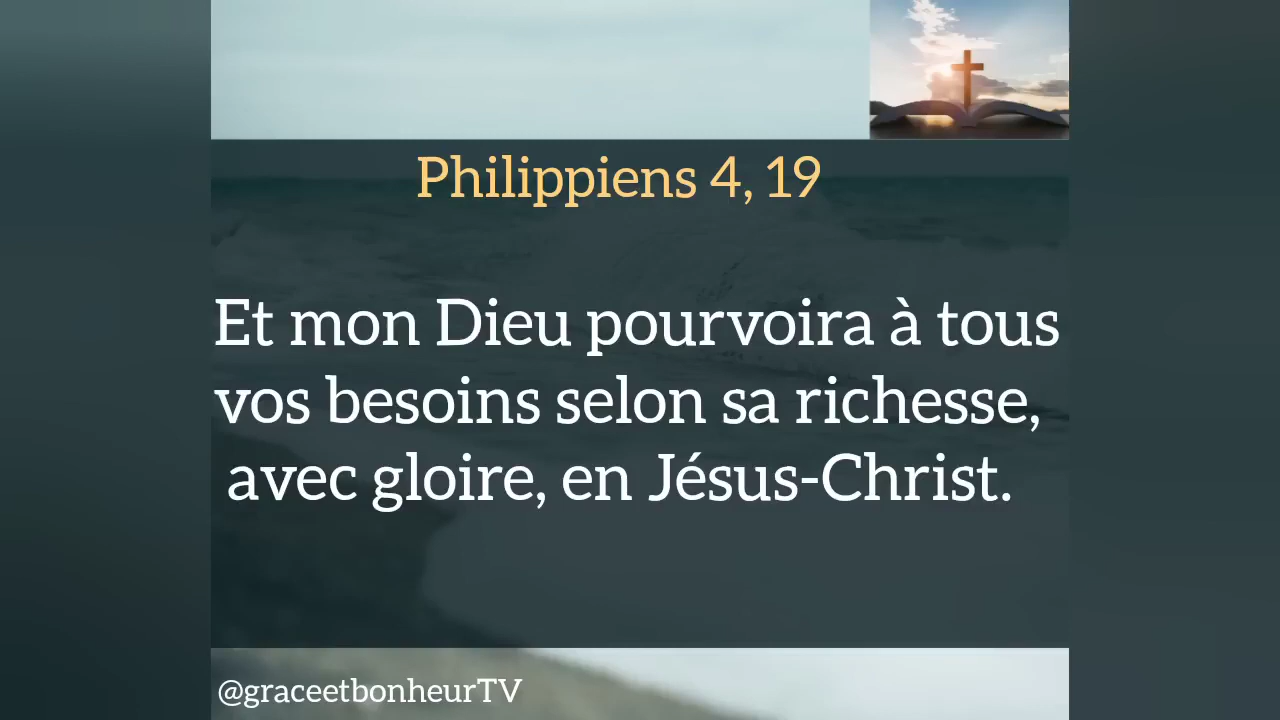 Philippiens 4, 19
Et mon Dieu pourvoira à tous
vos besoins selon sa richesse,
avec gloire, en Jésus-Christ.
@graceetbonheurTV